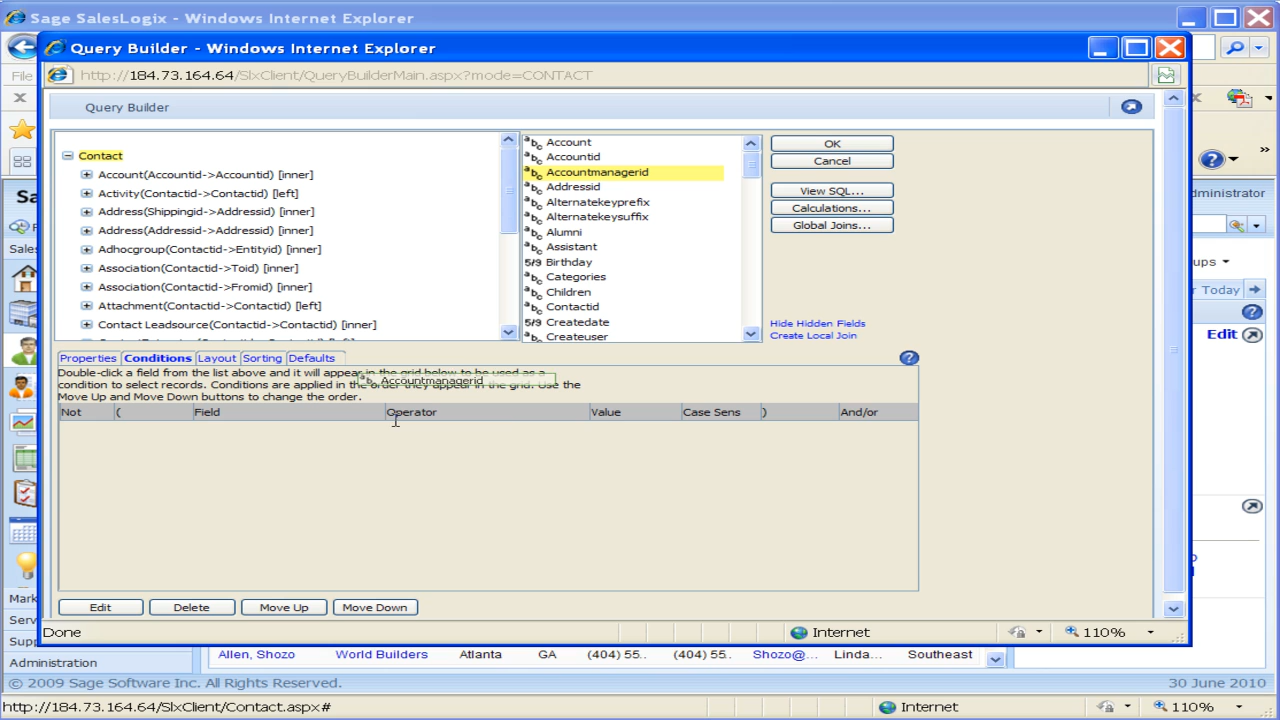 Sage SalesLogix - Windows Internet Explorer
Query Builder - Windows Internet Explorer
http://184.73.164.64/SlxClient/QueryBuilderMain.aspx?mode=CONTACT
File
Query Builder
Contact
Account(Accountid->Accountid) [inner]
Activity(Contactid->Contactid) [left]
Address(Shippingid->Addressid) [inner]
Address(Addressid->Addressid) [inner]
Adhocgroup(Contactid->Entityid) [inner]
Association(Contactid->Toid) [inner]
Association(Contactid->Fromid) [inner]
Attachment(Contactid->Contactid) [left]
Contact Leadsource(Contactid->Contactid) [inner]
Account
Accountid
Accountmanagerid
Addressid
Alternatekeyprefix
Alternatekeysuffix
Alumni
Assistant
Birthday
Categories
Children
Contactid
Createdate
Createuser
OK
Cancel
View SQL...
Calculations...
Global Joins...
Hide Hidden Fields
Create Local Join
Properties Conditions Layout Sorting Defaults
Double-click a field from the list above and it will appear in the grid below to be used as a
condition to select records. Conditions are applied in the order they appear in the grid. Use the
Move Up and Move Down buttons to change the order.
Accountmanagerid
Not ( Field Operator Value Case Sens ) And/or
Edit Delete Move Up Move Down
Done Internet 110%
Sa
Sales
Mark
Serv
Supp
Administration
dministrator
ups
r Today
Edit
Allen, Shozo World Builders Atlanta GA (404) 55.. (404) 55.. Shozo@... Linda... Southeast
© 2009 Sage Software Inc. All Rights Reserved. 30 June 2010
http://184.73.164.64/SlxClient/Contact.aspx# Internet 110%